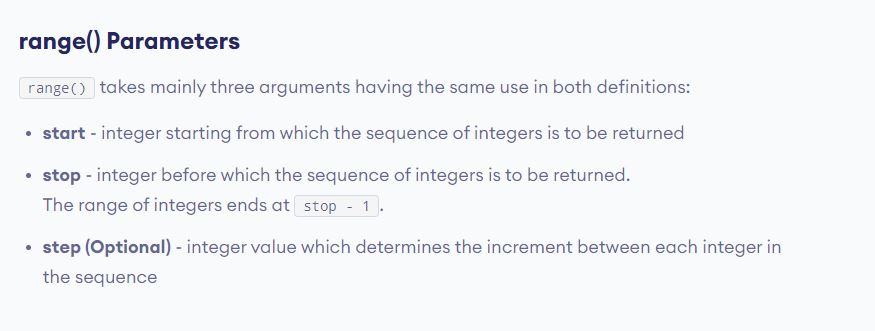 range() Parameters
range() takes mainly three arguments having the same use in both definitions:
• start - integer starting from which the sequence of integers is to be returned
• stop - integer before which the sequence of integers is to be returned.
The range of integers ends at stop - 1.
• step (Optional) - integer value which determines the increment between each integer in
the sequence